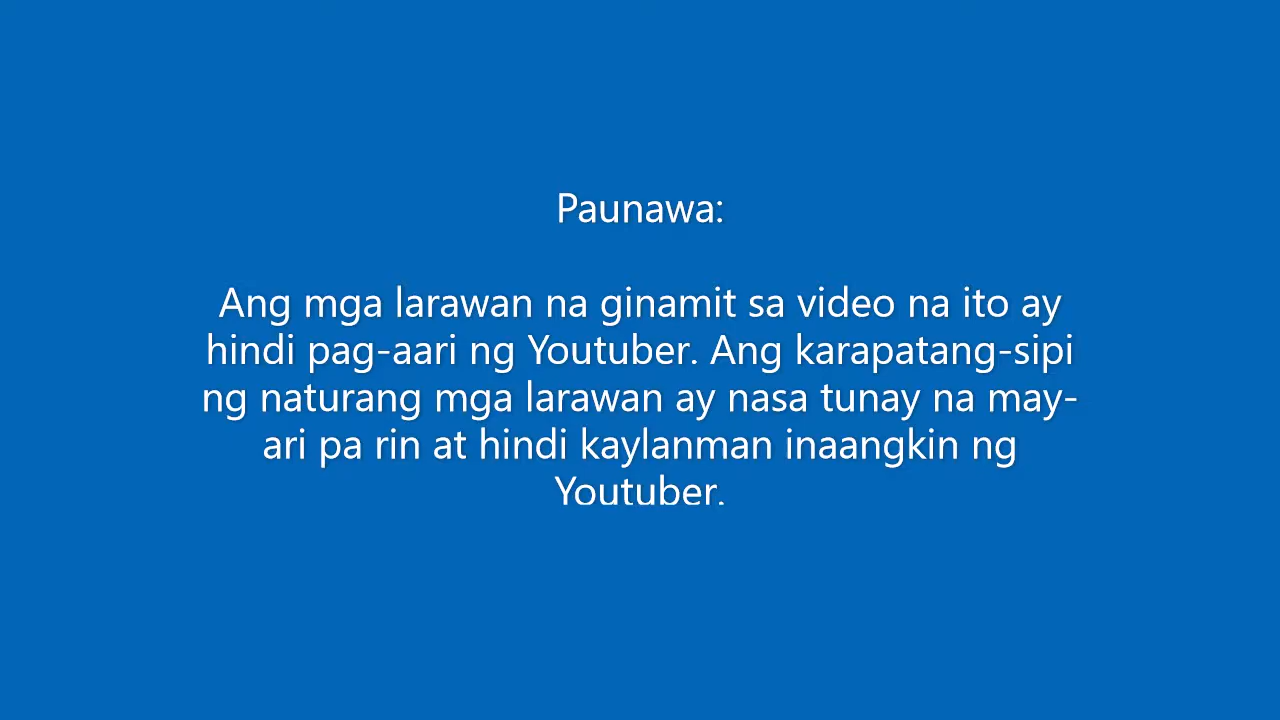 Paunawa:
Ang mga larawan na ginamit sa video na ito ay
hindi pag-aari ng Youtuber. Ang karapatang-sipi
ng naturang mga larawan ay nasa tunay na may-
ari pa rin at hindi kaylanman inaangkin ng
Youtuber.